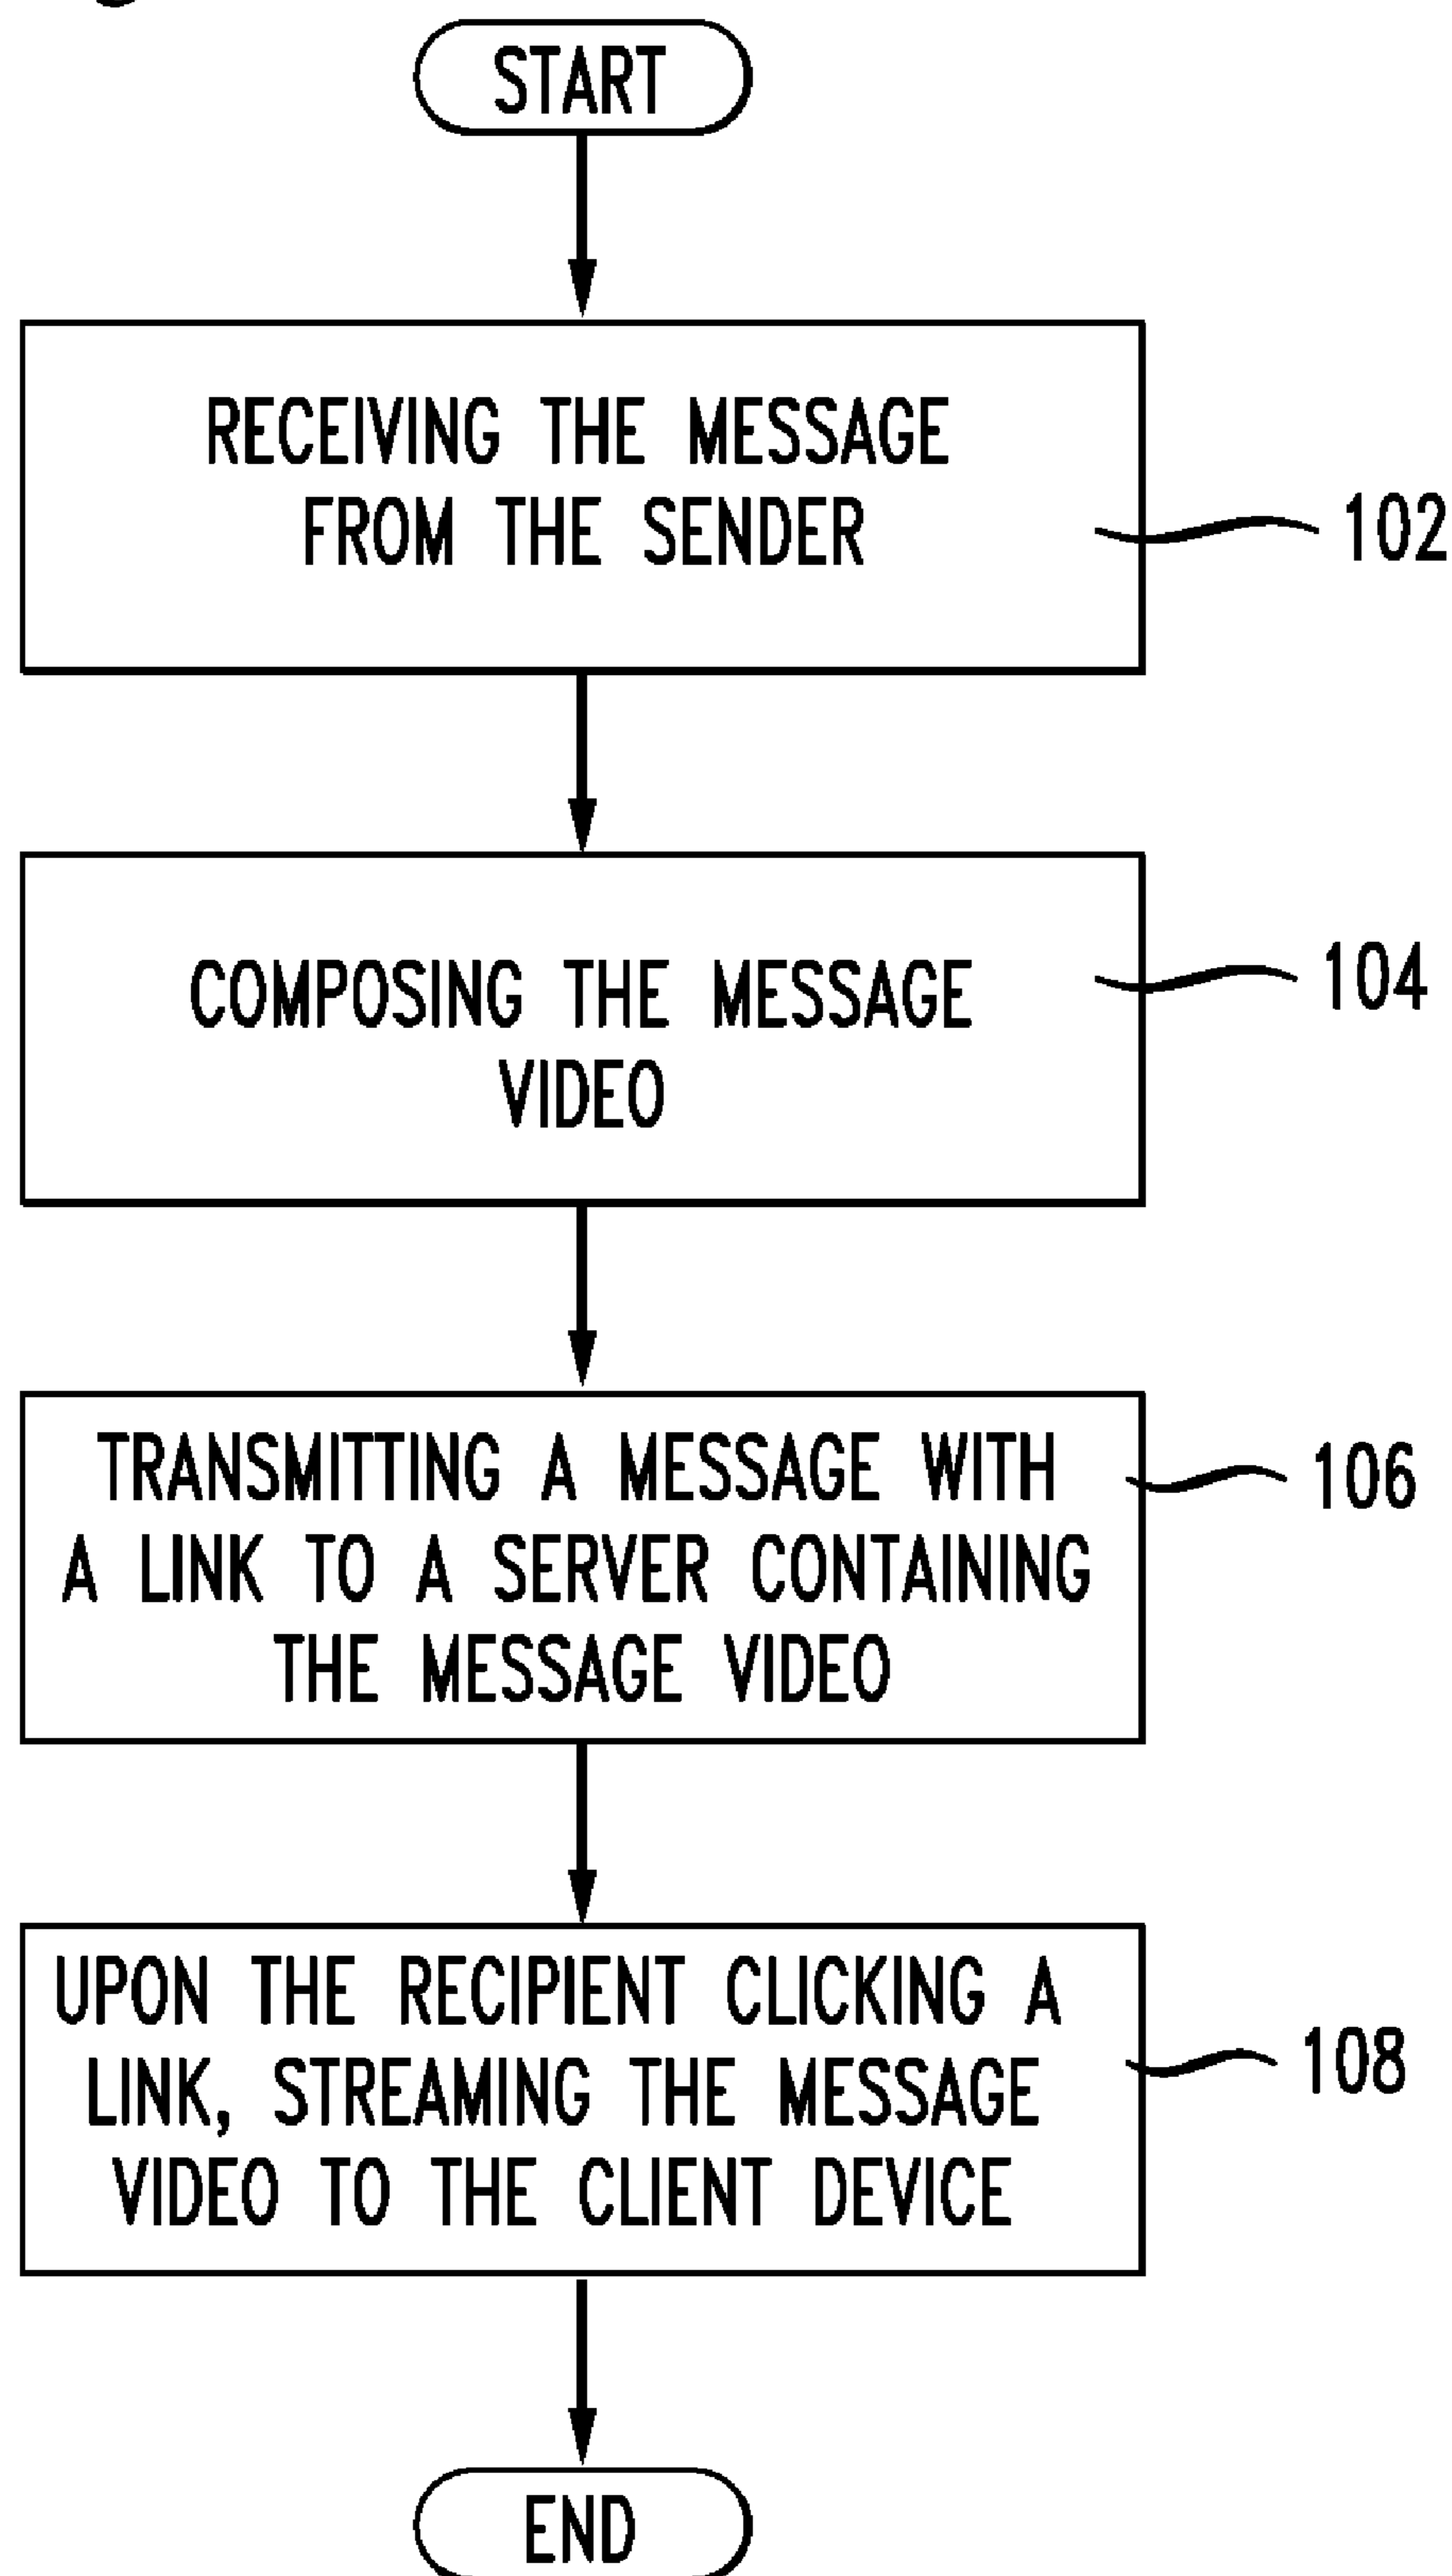 START
RECEIVING THE MESSAGE
FROM THE SENDER
102
COMPOSING THE MESSAGE
VIDEO
104
TRANSMITTING A MESSAGE WITH
A LINK TO A SERVER CONTAINING
THE MESSAGE VIDEO
106
UPON THE RECIPIENT CLICKING A
LINK, STREAMING THE MESSAGE
VIDEO TO THE CLIENT DEVICE
108
END